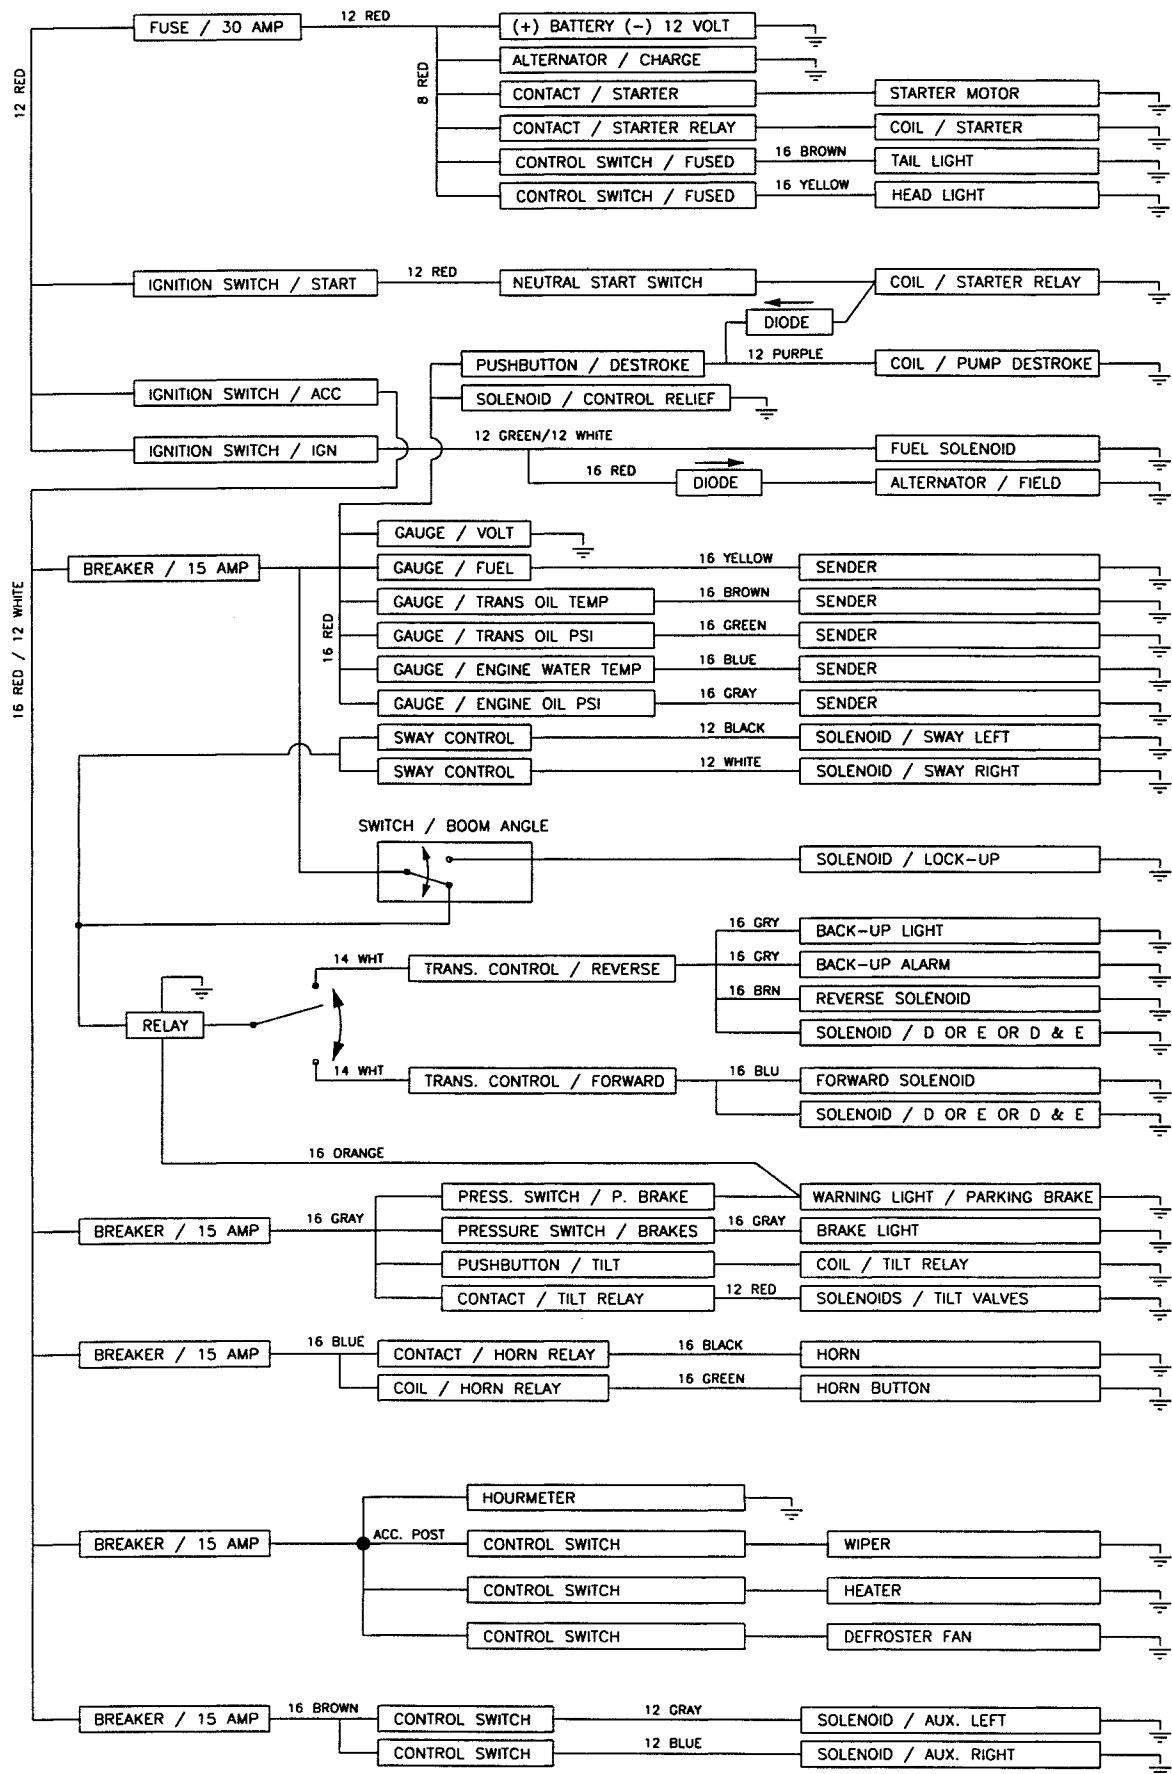 12 RED
FUSE / 30 AMP
12 RED
8 RED
(+) BATTERY (-) 12 VOLT
ALTERNATOR / CHARGE
CONTACT / STARTER
STARTER MOTOR
CONTACT / STARTER RELAY
COIL / STARTER
CONTROL SWITCH / FUSED
16 BROWN
TAIL LIGHT
CONTROL SWITCH / FUSED
16 YELLOW
HEAD LIGHT
IGNITION SWITCH / START
12 RED
NEUTRAL START SWITCH
COIL / STARTER RELAY
DIODE
PUSHBUTTON / DESTROKE
12 PURPLE
COIL / PUMP DESTROKE
IGNITION SWITCH / ACC
SOLENOID / CONTROL RELIEF
IGNITION SWITCH / IGN
12 GREEN/12 WHITE
FUEL SOLENOID
16 RED
DIODE
ALTERNATOR / FIELD
16 RED / 12 WHITE
GAUGE / VOLT
BREAKER / 15 AMP
16 RED
GAUGE / FUEL
16 YELLOW
SENDER
GAUGE / TRANS OIL TEMP
16 BROWN
SENDER
GAUGE / TRANS OIL PSI
16 GREEN
SENDER
GAUGE / ENGINE WATER TEMP
16 BLUE
SENDER
GAUGE / ENGINE OIL PSI
16 GRAY
SENDER
SWAY CONTROL
12 BLACK
SOLENOID / SWAY LEFT
SWAY CONTROL
12 WHITE
SOLENOID / SWAY RIGHT
SWITCH / BOOM ANGLE
SOLENOID / LOCK-UP
16 GRY
BACK-UP LIGHT
14 WHT
TRANS. CONTROL / REVERSE
16 GRY
BACK-UP ALARM
16 BRN
REVERSE SOLENOID
RELAY
SOLENOID / D OR E OR D & E
14 WHT
TRANS. CONTROL / FORWARD
16 BLU
FORWARD SOLENOID
SOLENOID / D OR E OR D & E
16 ORANGE
PRESS. SWITCH / P. BRAKE
WARNING LIGHT / PARKING BRAKE
BREAKER / 15 AMP
16 GRAY
PRESSURE SWITCH / BRAKES
16 GRAY
BRAKE LIGHT
PUSHBUTTON / TILT
COIL / TILT RELAY
CONTACT / TILT RELAY
12 RED
SOLENOIDS / TILT VALVES
BREAKER / 15 AMP
16 BLUE
CONTACT / HORN RELAY
16 BLACK
HORN
COIL / HORN RELAY
16 GREEN
HORN BUTTON
HOURMETER
BREAKER / 15 AMP
ACC. POST
CONTROL SWITCH
WIPER
CONTROL SWITCH
HEATER
CONTROL SWITCH
DEFROSTER FAN
BREAKER / 15 AMP
16 BROWN
CONTROL SWITCH
12 GRAY
SOLENOID / AUX. LEFT
CONTROL SWITCH
12 BLUE
SOLENOID / AUX. RIGHT